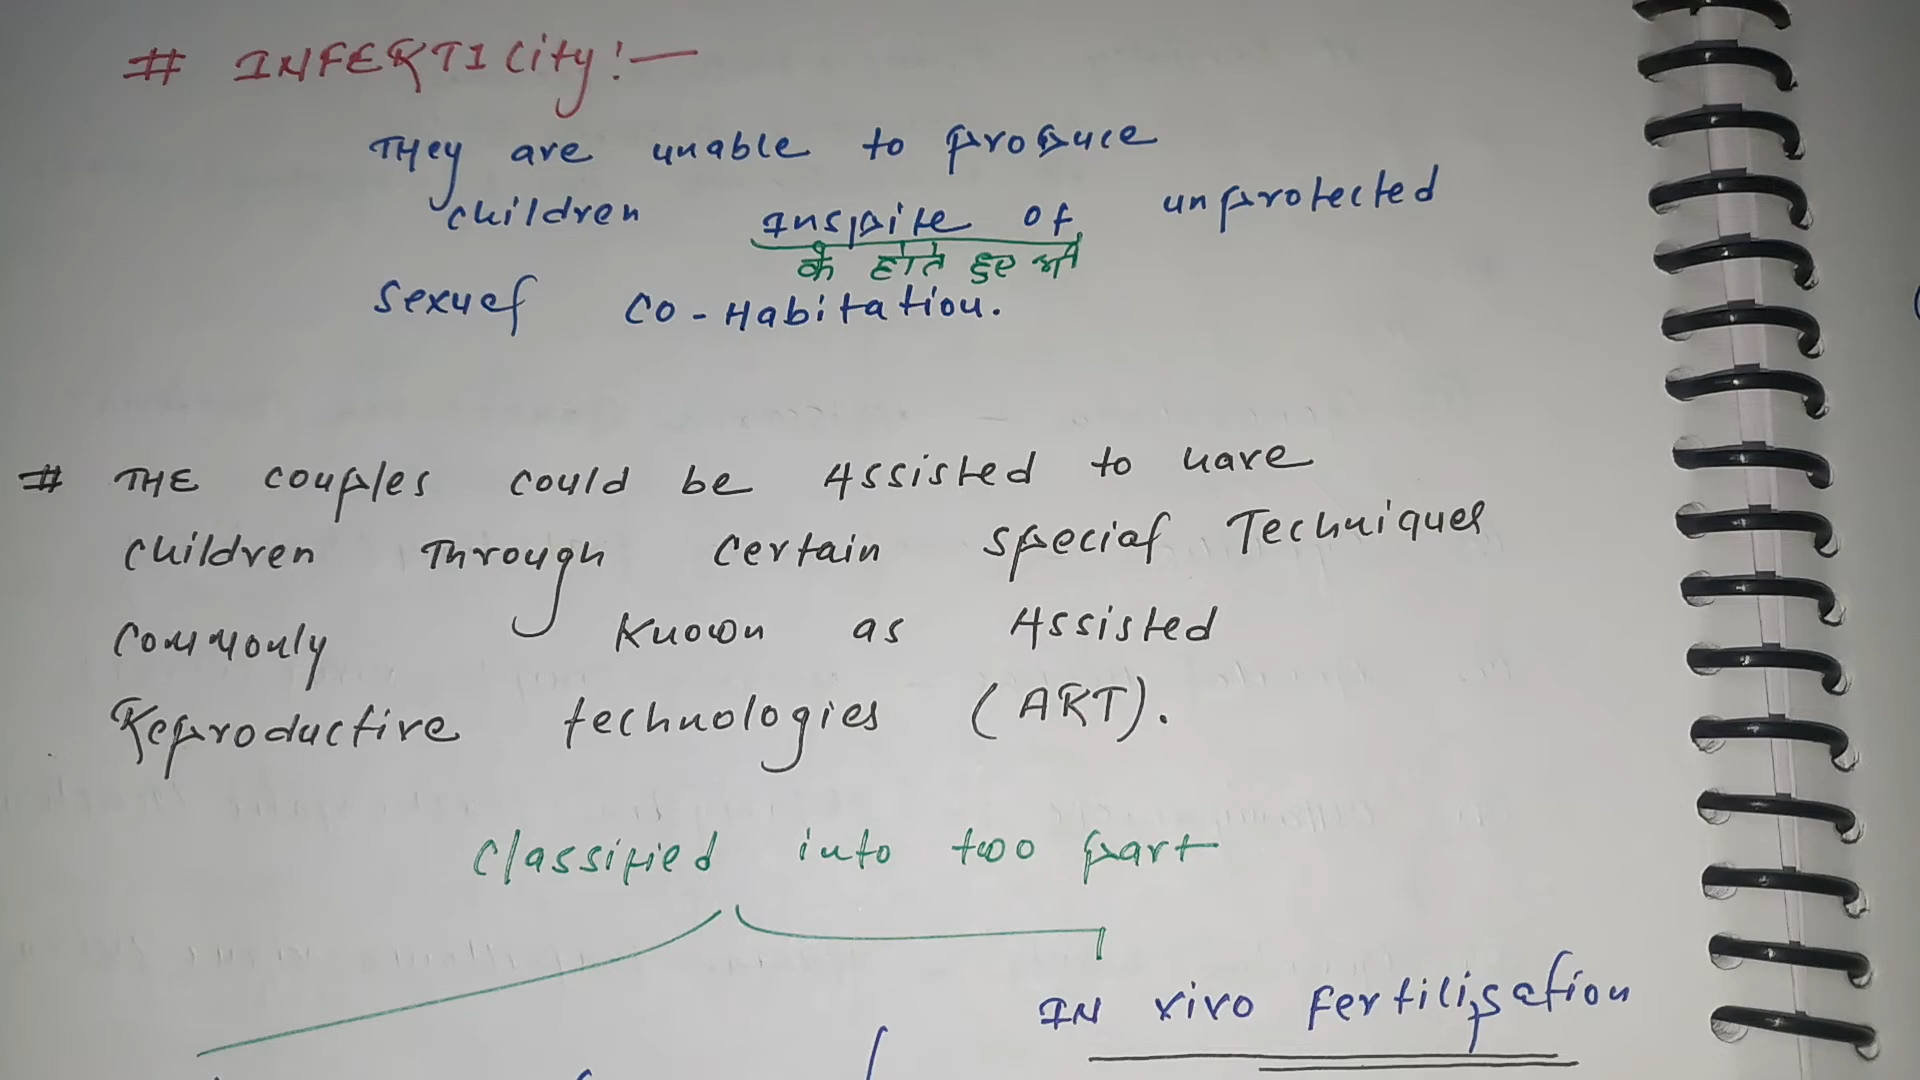 # INFERTILity:-
THey are unable to produce
children Inspite of unprotected
के होते हुए भी
sexual co-Habitation.
# THE couples could be Assisted to have
children Through certain special Techniques
commonly Known as Assisted
Reproductive technologies (ART).
classified into two part
IN vivo fertilisation